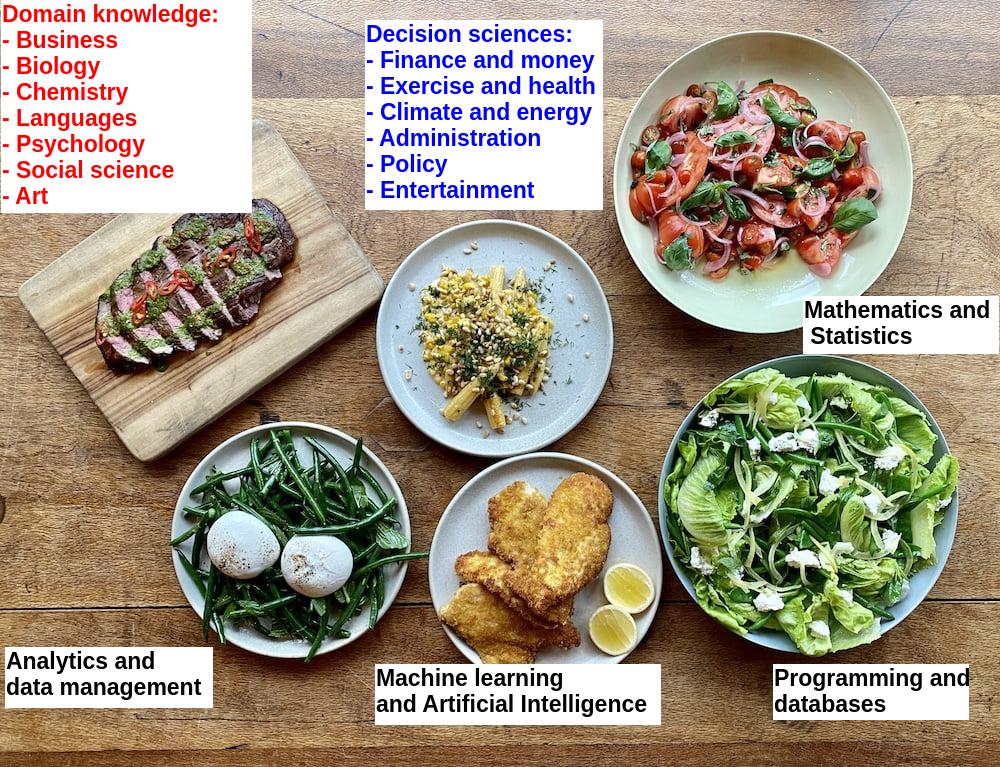 Domain knowledge:
- Business
- Biology
- Chemistry
- Languages
- Psychology
- Social science
- Art
Decision sciences:
- Finance and money
- Exercise and health
- Climate and energy
- Administration
- Policy
- Entertainment
Mathematics and
Statistics
Analytics and
data management
Machine learning
and Artificial Intelligence
Programming and
databases